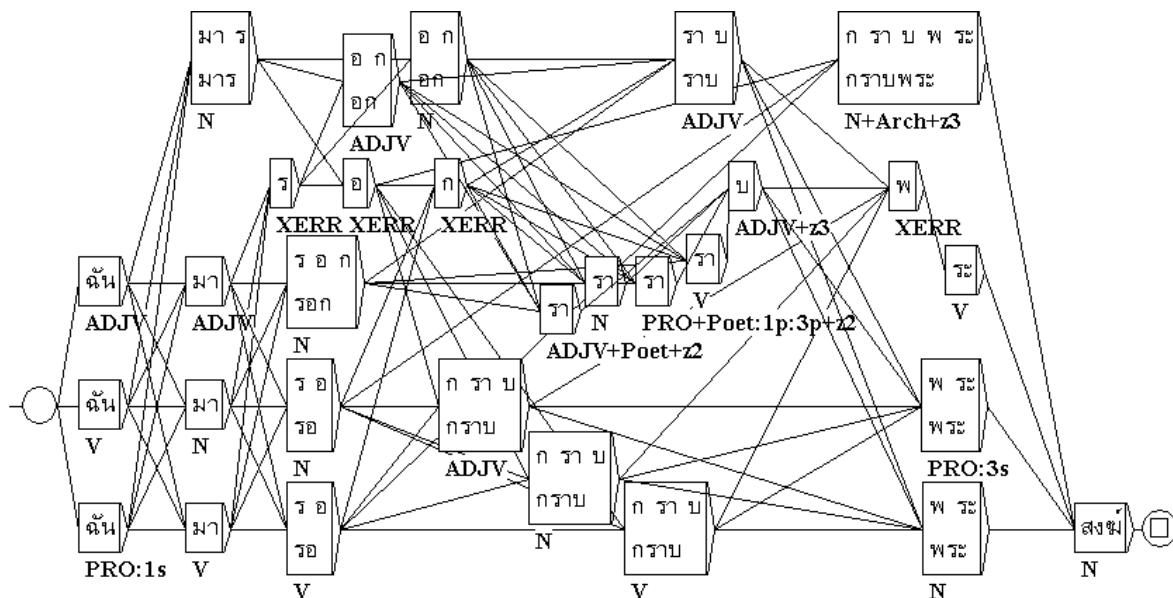 มา ร
มาร
N
อ ก
อก
ADJV
อ ก
อก
N
รา บ
ราบ
ADJV
ก รา บ พ ระ
กราบพระ
N+Arch+z3
ร
XERR
อ
XERR
ก
XERR
บ
ADJV+z3
พ
XERR
ฉัน
ADJV
มา
ADJV
ร อ ก
รอก
N
รา
ADJV+Poet+z2
รา
N
รา
PRO+Poet:1p:3p+z2
รา
V
ระ
V
ฉัน
V
มา
N
ร อ
รอ
N
ก รา บ
กราบ
ADJV
พ ระ
พระ
PRO:3s
ก รา บ
กราบ
N
ฉัน
PRO:1s
มา
V
ร อ
รอ
V
ก รา บ
กราบ
V
พ ระ
พระ
N
สงฆ์
N